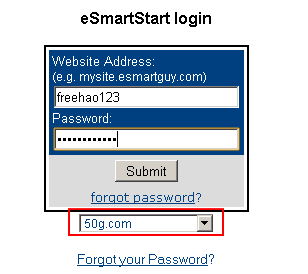 eSmartStart login
Website Address:
(e.g. mysite.esmartguy.com)
freehao123
Password:
••••••••••••
Submit
forgot password?
50g.com
Forgot your Password?